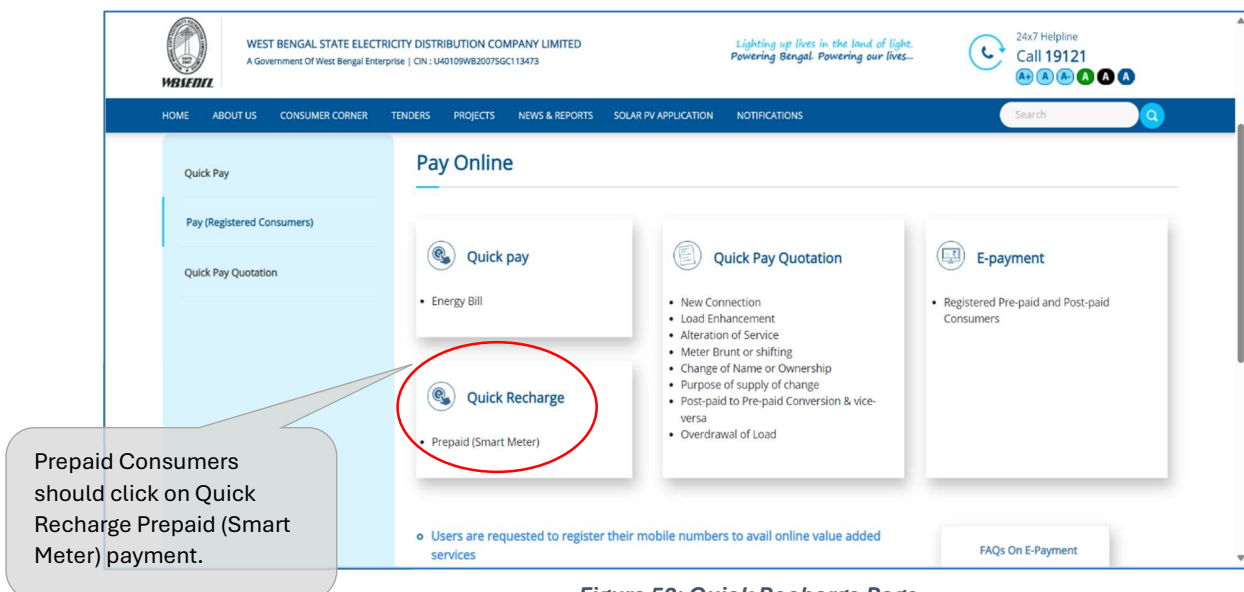 WEST BENGAL STATE ELECTRICITY DISTRIBUTION COMPANY LIMITED
A Government Of West Bengal Enterprise | CIN : U40109WB2007SGC113473
WBSEDCL
Lighting up lives in the land of light.
Powering Bengal. Powering our lives...
24x7 Helpline
Call 19121
A+ A A- A A A
HOME ABOUT US CONSUMER CORNER TENDERS PROJECTS NEWS & REPORTS SOLAR PV APPLICATION NOTIFICATIONS
Search
Quick Pay
Pay (Registered Consumers)
Quick Pay Quotation
Pay Online
Quick pay
• Energy Bill
Quick Recharge
• Prepaid (Smart Meter)
Quick Pay Quotation
• New Connection
• Load Enhancement
• Alteration of Service
• Meter Brunt or shifting
• Change of Name or Ownership
• Purpose of supply of change
• Post-paid to Pre-paid Conversion & vice-
versa
• Overdrawal of Load
E-payment
• Registered Pre-paid and Post-paid
Consumers
Prepaid Consumers
should click on Quick
Recharge Prepaid (Smart
Meter) payment.
Users are requested to register their mobile numbers to avail online value added
services
FAQs On E-Payment
Quick Recharge Page